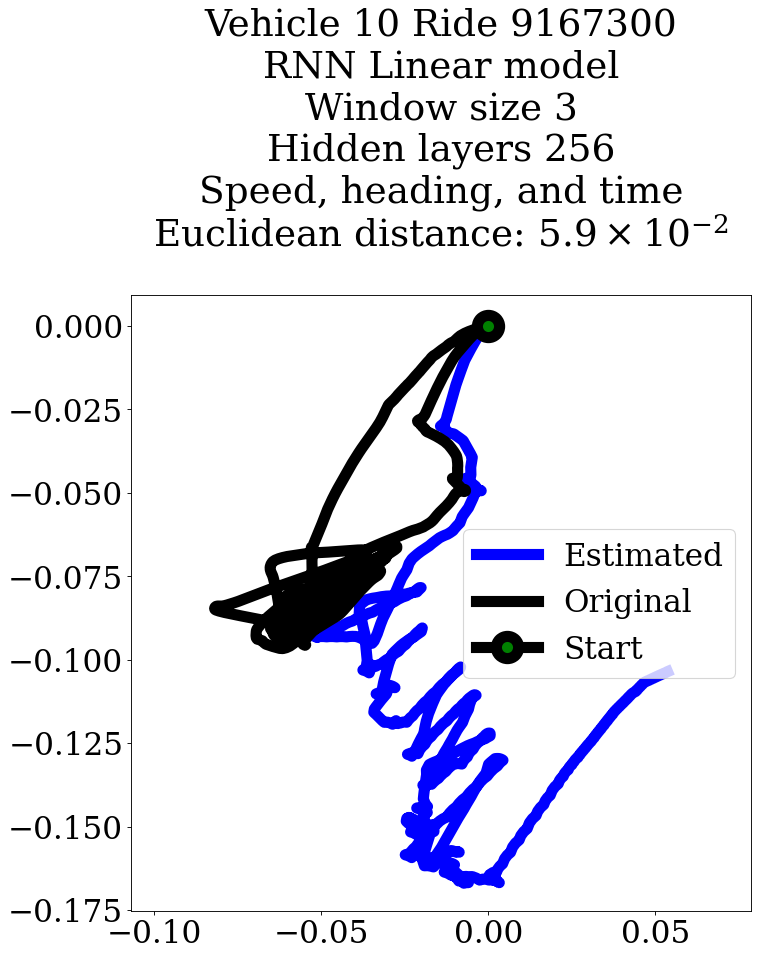 Vehicle 10 Ride 9167300
RNN Linear model
Window size 3
Hidden layers 256
Speed, heading, and time
Euclidean distance: 5.9 × 10⁻²
0.000
−0.025
−0.050
−0.075
−0.100
−0.125
−0.150
−0.175
Estimated
Original
Start
−0.10 −0.05 0.00 0.05